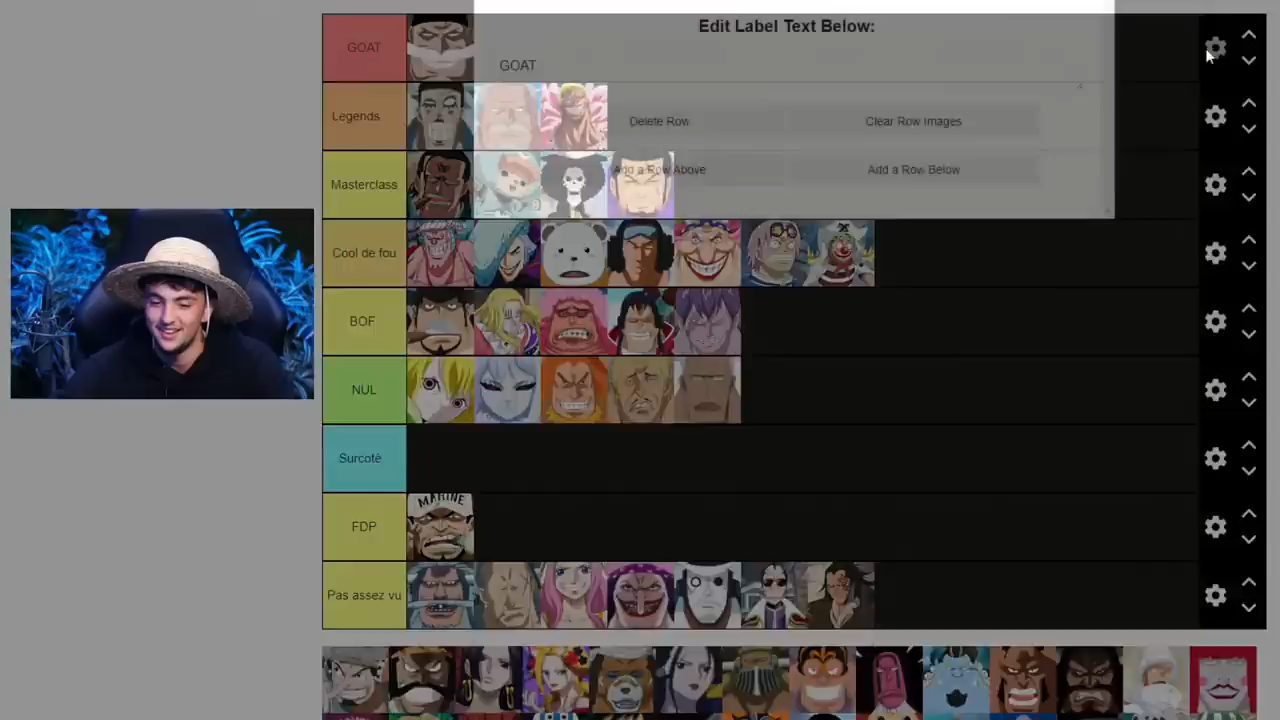 Edit Label Text Below:
GOAT
GOAT
Legends
Delete Row
Clear Row Images
Masterclass
Add a Row Above
Add a Row Below
Cool de fou
BOF
NUL
Surcoté
MARINE
FDP
Pas assez vu